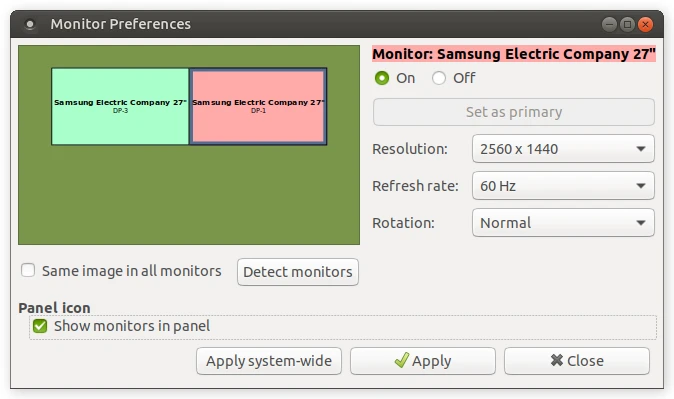 Monitor Preferences
Samsung Electric Company 27"
DP-3
Samsung Electric Company 27"
DP-1
Monitor: Samsung Electric Company 27"
On
Off
Set as primary
Resolution:
2560 x 1440
Refresh rate:
60 Hz
Rotation:
Normal
Same image in all monitors
Detect monitors
Panel icon
Show monitors in panel
Apply system-wide
Apply
Close